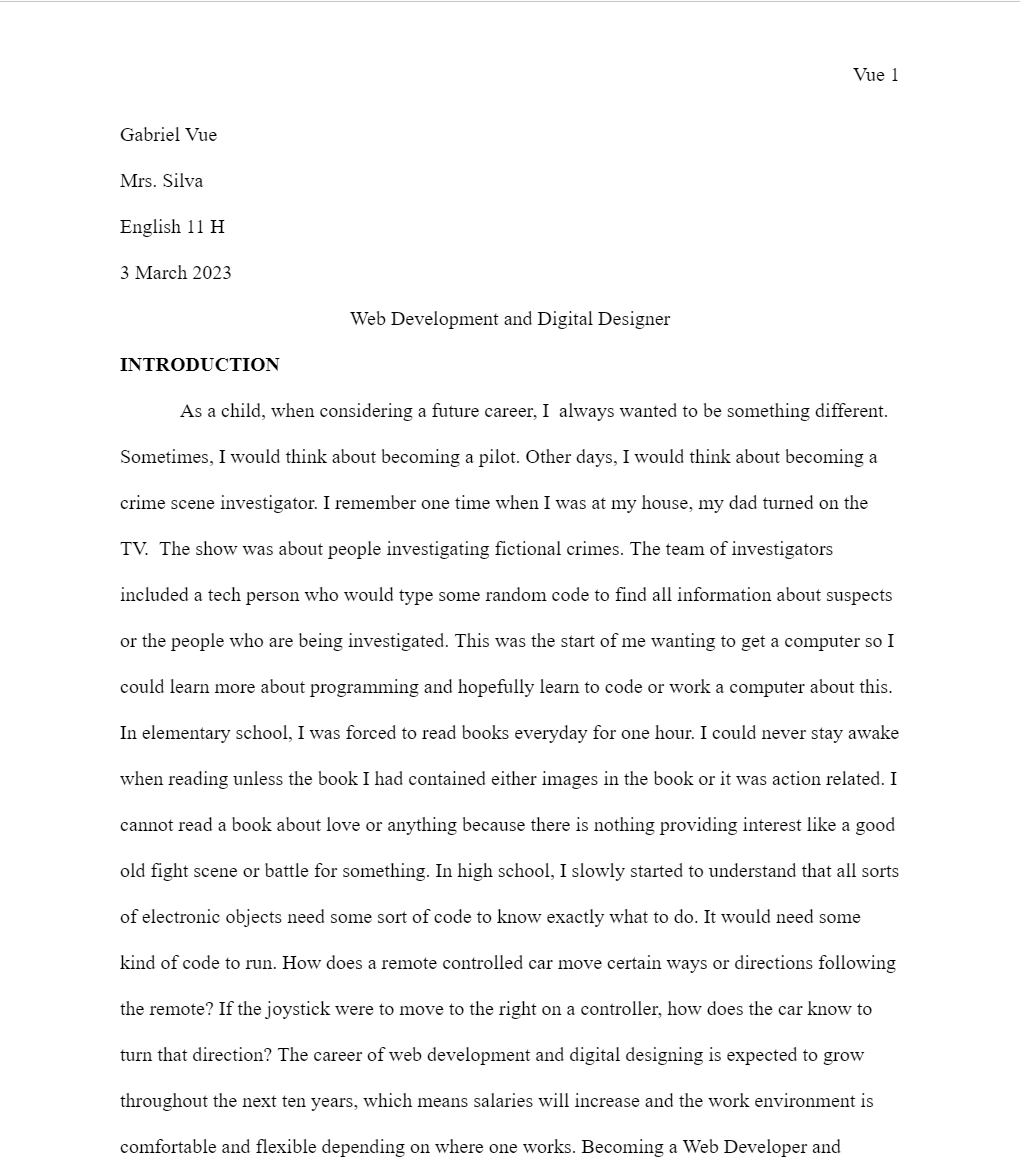 Vue 1
Gabriel Vue
Mrs. Silva
English 11 H
3 March 2023
Web Development and Digital Designer
INTRODUCTION
As a child, when considering a future career, I  always wanted to be something different.
Sometimes, I would think about becoming a pilot. Other days, I would think about becoming a
crime scene investigator. I remember one time when I was at my house, my dad turned on the
TV.  The show was about people investigating fictional crimes. The team of investigators
included a tech person who would type some random code to find all information about suspects
or the people who are being investigated. This was the start of me wanting to get a computer so I
could learn more about programming and hopefully learn to code or work a computer about this.
In elementary school, I was forced to read books everyday for one hour. I could never stay awake
when reading unless the book I had contained either images in the book or it was action related. I
cannot read a book about love or anything because there is nothing providing interest like a good
old fight scene or battle for something. In high school, I slowly started to understand that all sorts
of electronic objects need some sort of code to know exactly what to do. It would need some
kind of code to run. How does a remote controlled car move certain ways or directions following
the remote? If the joystick were to move to the right on a controller, how does the car know to
turn that direction? The career of web development and digital designing is expected to grow
throughout the next ten years, which means salaries will increase and the work environment is
comfortable and flexible depending on where one works. Becoming a Web Developer and